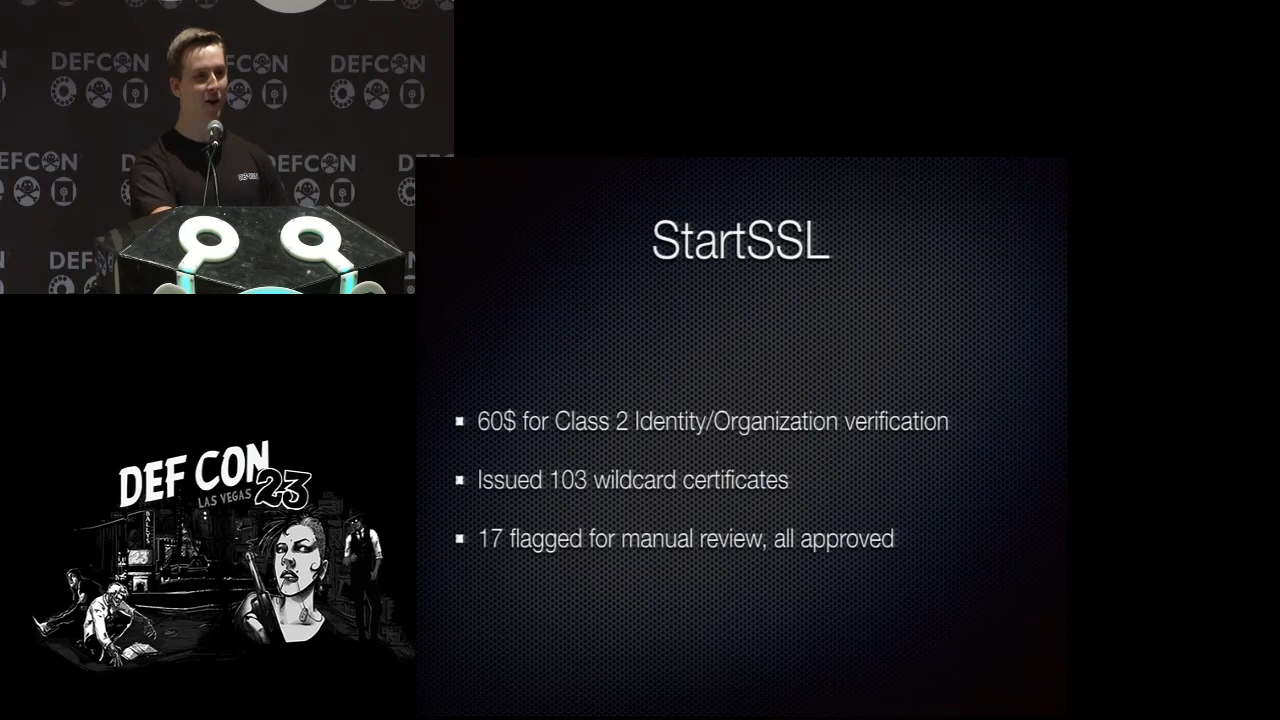 DEFCON
DEFCON
DEFCON
DEFCON
DEFCON
StartSSL
60$ for Class 2 Identity/Organization verification
Issued 103 wildcard certificates
17 flagged for manual review, all approved
DEF CON
LAS VEGAS 23